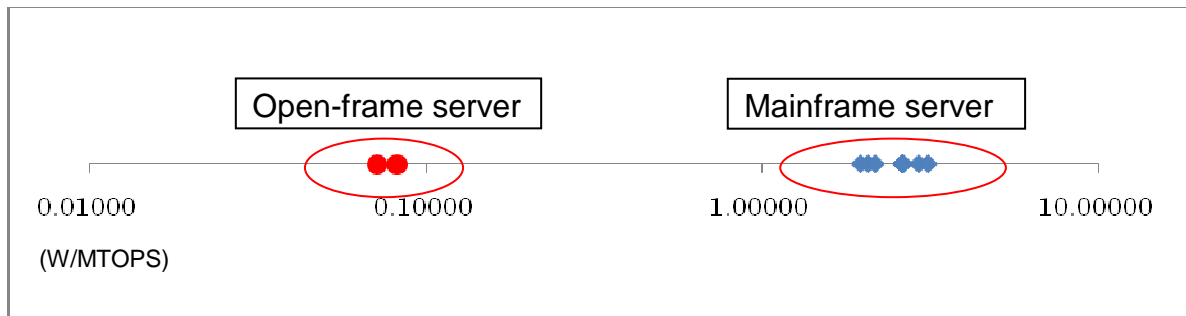 Open-frame server
Mainframe server
0.01000
0.10000
1.00000
10.00000
(W/MTOPS)